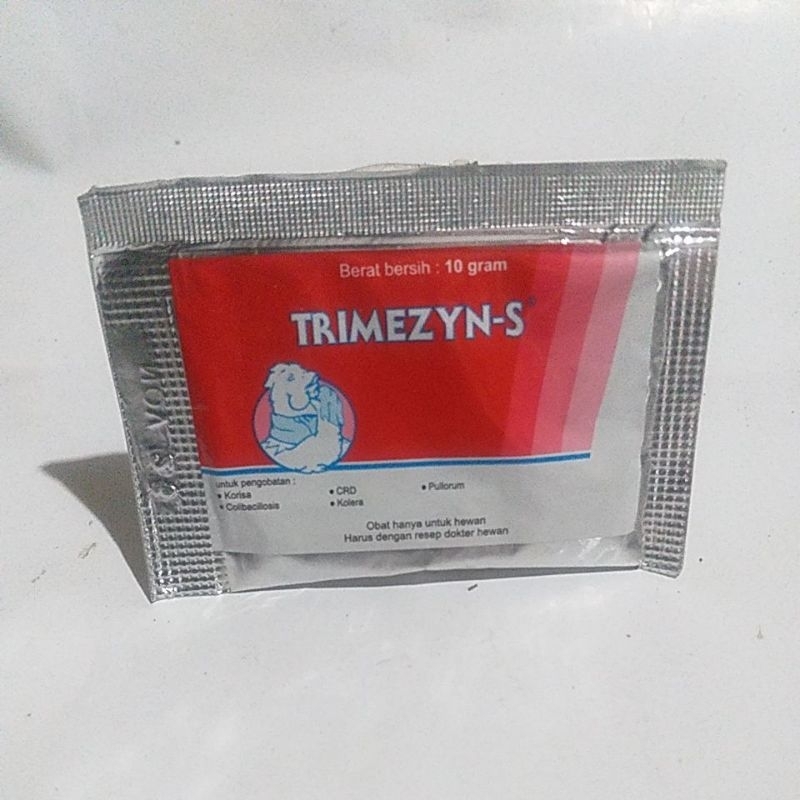 Berat bersih : 10 gram
TRIMEZYN-S®
untuk pengobatan :
• Korisa • CRD • Pullorum
• Colibacillosis • Kolera
Obat hanya untuk hewan
Harus dengan resep dokter hewan